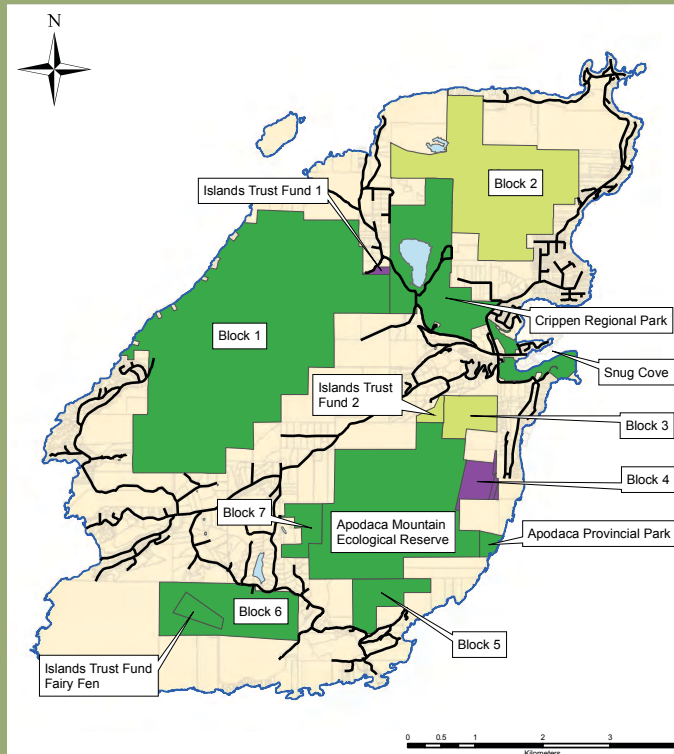 N
Islands Trust Fund 1
Block 2
Block 1
Crippen Regional Park
Snug Cove
Islands Trust
Fund 2
Block 3
Block 4
Block 7
Apodaca Mountain
Ecological Reserve
Apodaca Provincial Park
Block 6
Block 5
Islands Trust Fund
Fairy Fen
0 0.5 1 2 3
Kilometers